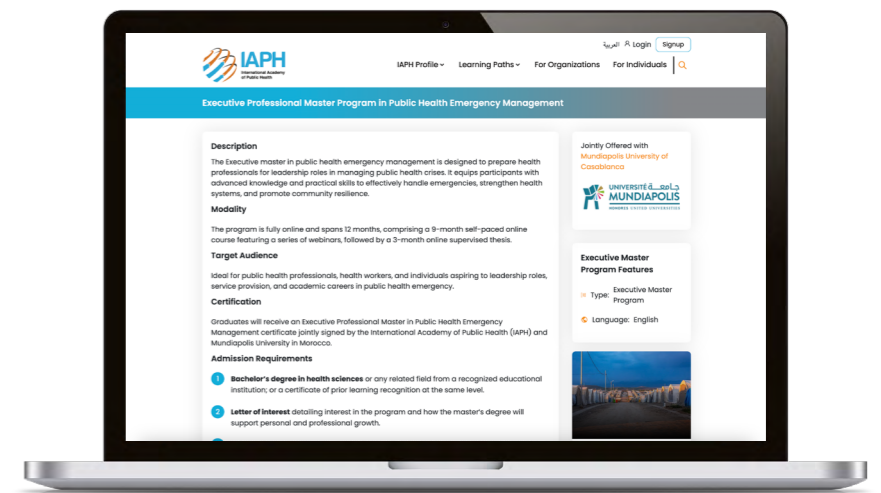 العربية Login Signup
IAPH
International Academy
of Public Health
IAPH Profile Learning Paths For Organizations For Individuals
Executive Professional Master Program in Public Health Emergency Management
Description
The Executive master in public health emergency management is designed to prepare health
professionals for leadership roles in managing public health crises. It equips participants with
advanced knowledge and practical skills to effectively handle emergencies, strengthen health
systems, and promote community resilience.
Modality
The program is fully online and spans 12 months, comprising a 9-month self-paced online
course featuring a series of webinars, followed by a 3-month online supervised thesis.
Target Audience
Ideal for public health professionals, health workers, and individuals aspiring to leadership roles,
service provision, and academic careers in public health emergency.
Certification
Graduates will receive an Executive Professional Master in Public Health Emergency
Management certificate jointly signed by the International Academy of Public Health (IAPH) and
Mundiapolis University in Morocco.
Admission Requirements
1 Bachelor's degree in health sciences or any related field from a recognized educational
institution; or a certificate of prior learning recognition at the same level.
2 Letter of interest detailing interest in the program and how the master's degree will
support personal and professional growth.
Jointly Offered with
Mundiapolis University of
Casablanca
UNIVERSITÉ جـامعـة
MUNDIAPOLIS
HONORIS UNITED UNIVERSITIES
Executive Master
Program Features
Type: Executive Master
Program
Language: English